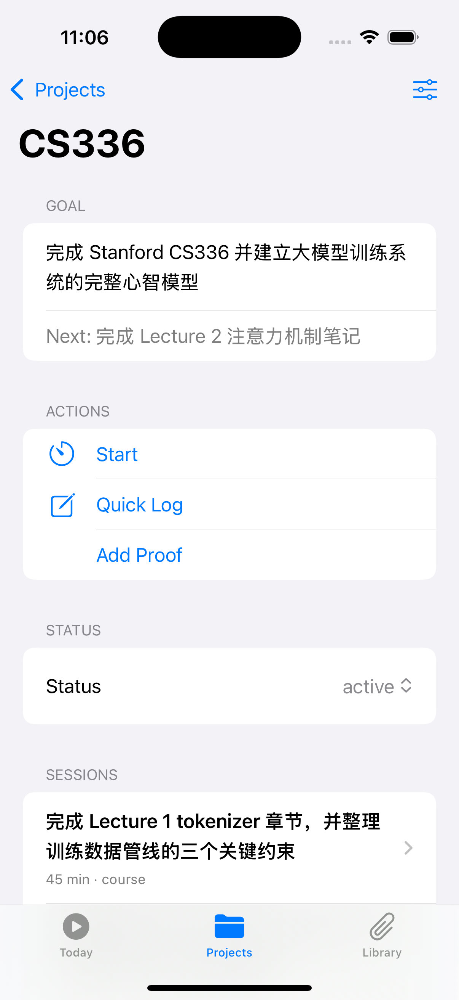 11:06
Projects
CS336
GOAL
完成 Stanford CS336 并建立大模型训练系
统的完整心智模型
Next: 完成 Lecture 2 注意力机制笔记
ACTIONS
Start
Quick Log
Add Proof
STATUS
Status
active
SESSIONS
完成 Lecture 1 tokenizer 章节，并整理
训练数据管线的三个关键约束
45 min · course
Today
Projects
Library